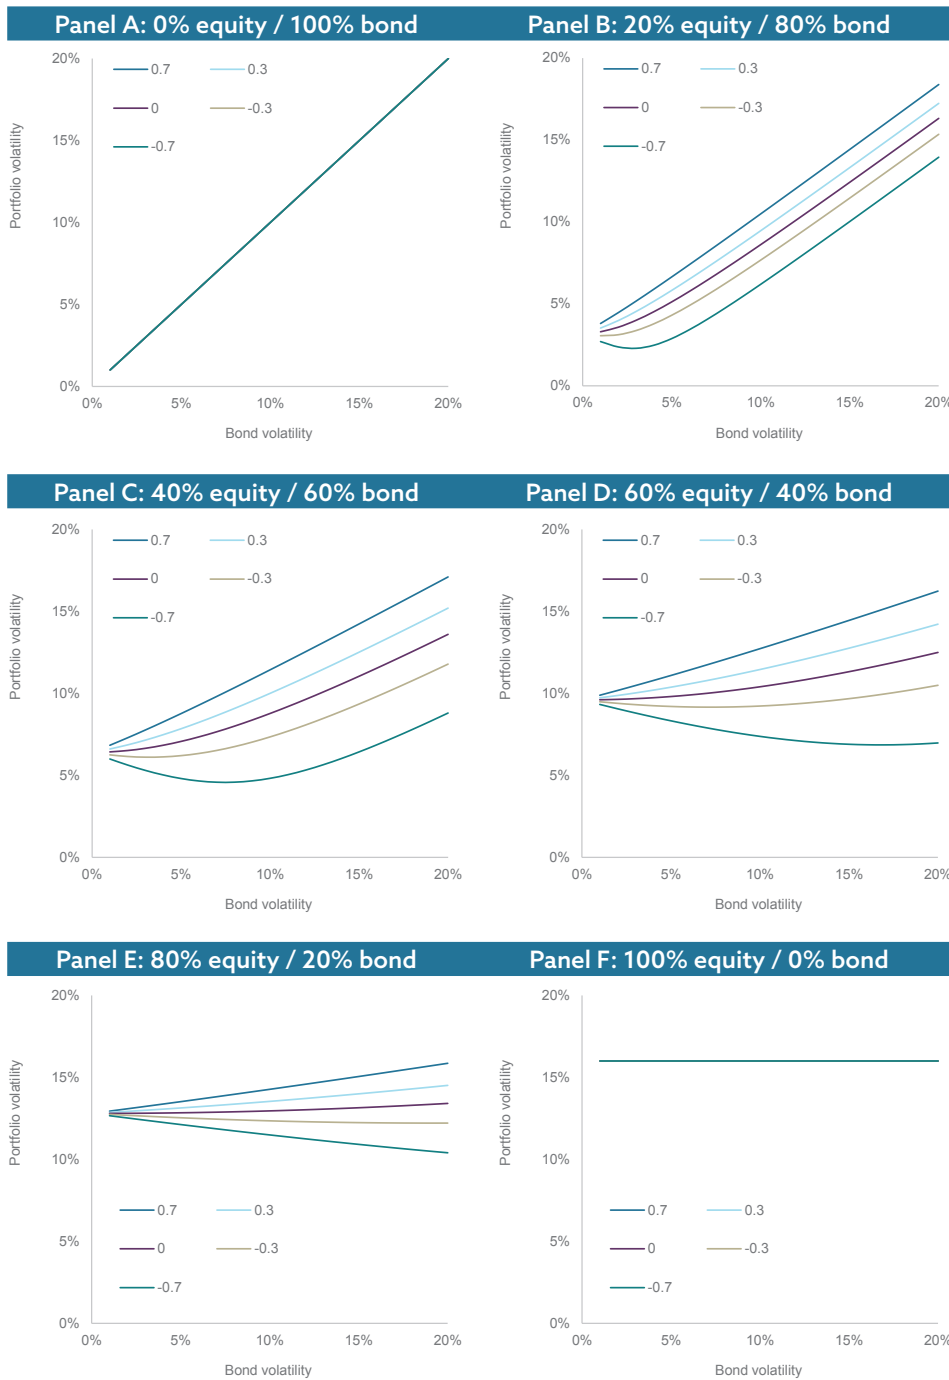 Panel A: 0% equity / 100% bond
Portfolio volatility
20%
15%
10%
5%
0%
0.7
0.3
0
-0.3
-0.7
0% 5% 10% 15% 20%
Bond volatility
Panel B: 20% equity / 80% bond
Portfolio volatility
20%
15%
10%
5%
0%
0.7
0.3
0
-0.3
-0.7
0% 5% 10% 15% 20%
Bond volatility
Panel C: 40% equity / 60% bond
Portfolio volatility
20%
15%
10%
5%
0%
0.7
0.3
0
-0.3
-0.7
0% 5% 10% 15% 20%
Bond volatility
Panel D: 60% equity / 40% bond
Portfolio volatility
20%
15%
10%
5%
0%
0.7
0.3
0
-0.3
-0.7
0% 5% 10% 15% 20%
Bond volatility
Panel E: 80% equity / 20% bond
Portfolio volatility
20%
15%
10%
5%
0%
0.7
0.3
0
-0.3
-0.7
0% 5% 10% 15% 20%
Bond volatility
Panel F: 100% equity / 0% bond
Portfolio volatility
20%
15%
10%
5%
0%
0.7
0.3
0
-0.3
-0.7
0% 5% 10% 15% 20%
Bond volatility